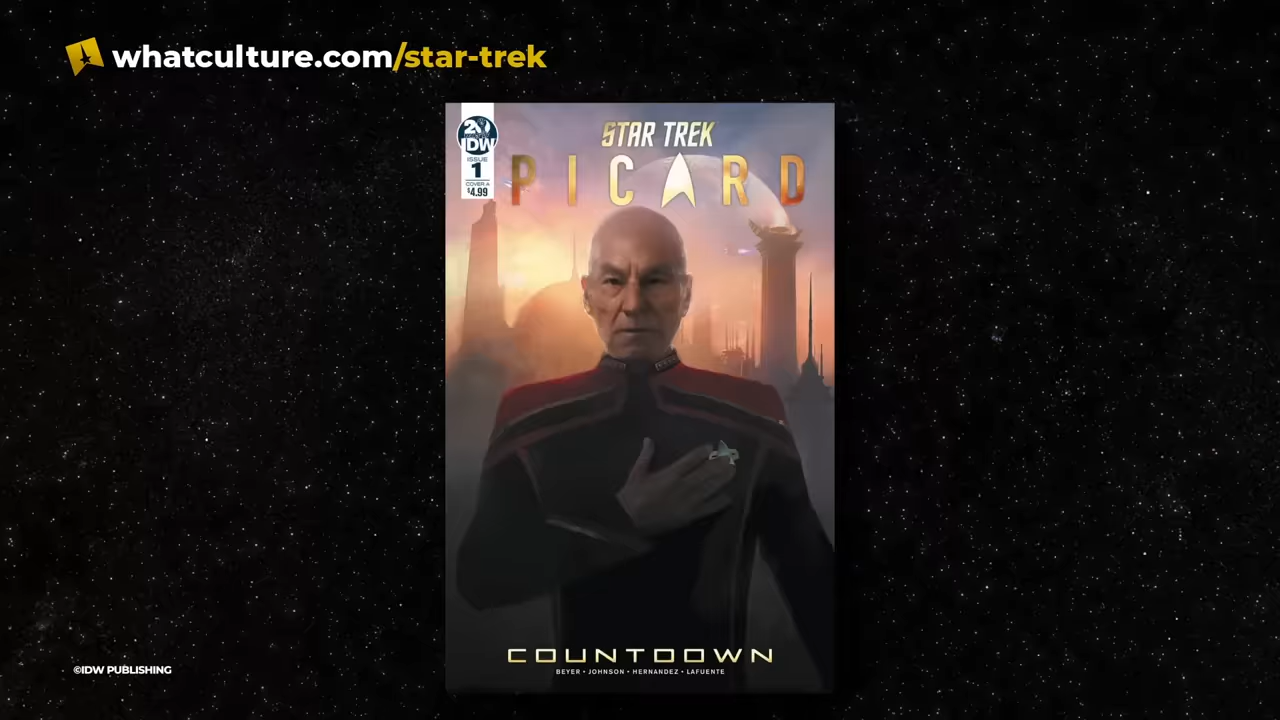 whatculture.com/star-trek
20
IDW
ISSUE
1
COVER A
$4.99
STAR TREK
PICARD
COUNTDOWN
BEYER • JOHNSON • HERNANDEZ • LAFUENTE
©IDW PUBLISHING